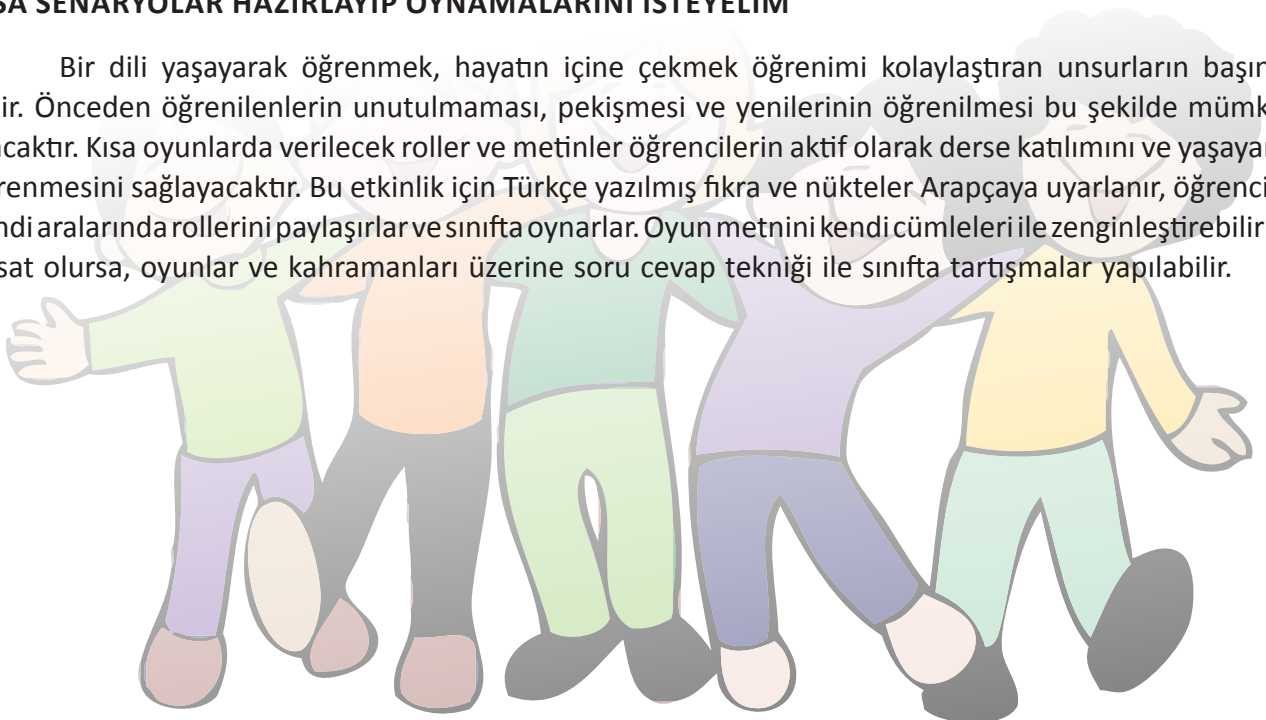 SA SENARYOLAR HAZIRLAYIP OYNAMALARINI İSTEYELİM
Bir dili yaşayarak öğrenmek, hayatın içine çekmek öğrenimi kolaylaştıran unsurların başın
ir. Önceden öğrenilenlerin unutulmaması, pekişmesi ve yenilerinin öğrenilmesi bu şekilde mümk
acaktır. Kısa oyunlarda verilecek roller ve metinler öğrencilerin aktif olarak derse katılımını ve yaşayar
renmesini sağlayacaktır. Bu etkinlik için Türkçe yazılmış fıkra ve nükteler Arapçaya uyarlanır, öğrenci
ndi aralarında rollerini paylaşırlar ve sınıfta oynarlar. Oyun metnini kendi cümleleri ile zenginleştirebilir
sat olursa, oyunlar ve kahramanları üzerine soru cevap tekniği ile sınıfta tartışmalar yapılabilir.